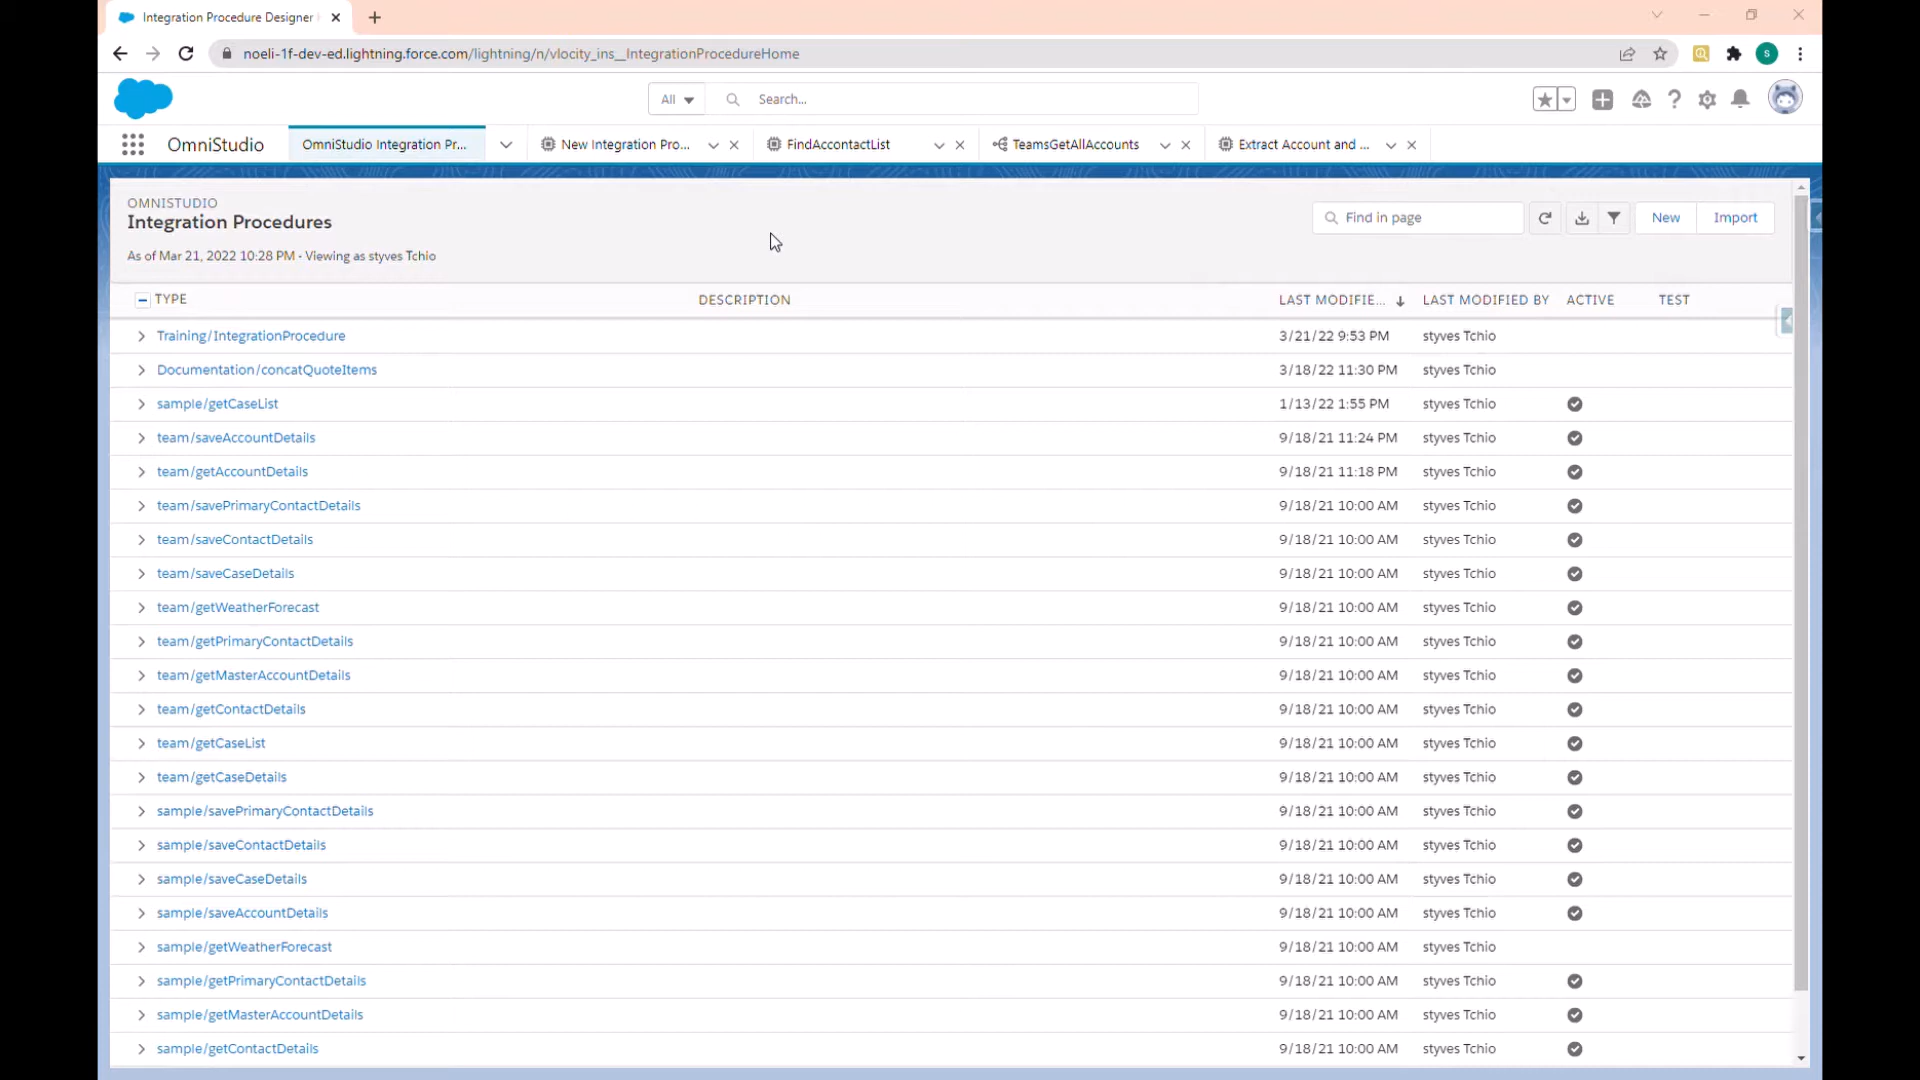 Integration Procedure Designer
noeli-1f-dev-ed.lightning.force.com/lightning/n/vlocity_ins__IntegrationProcedureHome
S
All
Search...
OmniStudio
OmniStudio Integration Pr...
New Integration Pro...
FindAccontactList
TeamsGetAllAccounts
Extract Account and ...
OMNISTUDIO
Integration Procedures
As of Mar 21, 2022 10:28 PM • Viewing as styves Tchio
Find in page
New
Import
TYPE DESCRIPTION LAST MODIFIE... LAST MODIFIED BY ACTIVE TEST
Training/IntegrationProcedure 3/21/22 9:53 PM styves Tchio
Documentation/concatQuoteItems 3/18/22 11:30 PM styves Tchio
sample/getCaseList 1/13/22 1:55 PM styves Tchio
team/saveAccountDetails 9/18/21 11:24 PM styves Tchio
team/getAccountDetails 9/18/21 11:18 PM styves Tchio
team/savePrimaryContactDetails 9/18/21 10:00 AM styves Tchio
team/saveContactDetails 9/18/21 10:00 AM styves Tchio
team/saveCaseDetails 9/18/21 10:00 AM styves Tchio
team/getWeatherForecast 9/18/21 10:00 AM styves Tchio
team/getPrimaryContactDetails 9/18/21 10:00 AM styves Tchio
team/getMasterAccountDetails 9/18/21 10:00 AM styves Tchio
team/getContactDetails 9/18/21 10:00 AM styves Tchio
team/getCaseList 9/18/21 10:00 AM styves Tchio
team/getCaseDetails 9/18/21 10:00 AM styves Tchio
sample/savePrimaryContactDetails 9/18/21 10:00 AM styves Tchio
sample/saveContactDetails 9/18/21 10:00 AM styves Tchio
sample/saveCaseDetails 9/18/21 10:00 AM styves Tchio
sample/saveAccountDetails 9/18/21 10:00 AM styves Tchio
sample/getWeatherForecast 9/18/21 10:00 AM styves Tchio
sample/getPrimaryContactDetails 9/18/21 10:00 AM styves Tchio
sample/getMasterAccountDetails 9/18/21 10:00 AM styves Tchio
sample/getContactDetails 9/18/21 10:00 AM styves Tchio